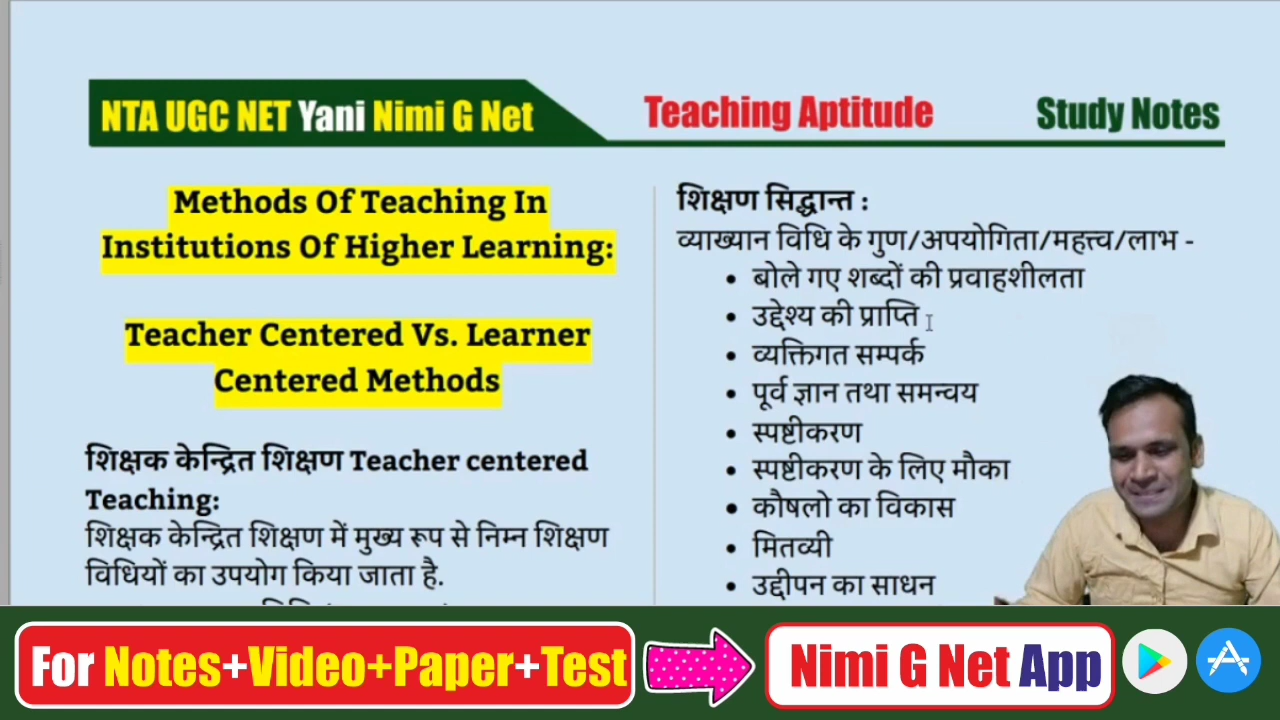 NTA UGC NET Yani Nimi G Net
Teaching Aptitude
Study Notes
Methods Of Teaching In
Institutions Of Higher Learning:
Teacher Centered Vs. Learner
Centered Methods
शिक्षक केन्द्रित शिक्षण Teacher centered
Teaching:
शिक्षक केन्द्रित शिक्षण में मुख्य रूप से निम्न शिक्षण
विधियों का उपयोग किया जाता है.
शिक्षण सिद्धान्त :
व्याख्यान विधि के गुण/अपयोगिता/महत्त्व/लाभ -
• बोले गए शब्दों की प्रवाहशीलता
• उद्देश्य की प्राप्ति
• व्यक्तिगत सम्पर्क
• पूर्व ज्ञान तथा समन्वय
• स्पष्टीकरण
• स्पष्टीकरण के लिए मौका
• कौषलो का विकास
• मितव्यी
• उद्दीपन का साधन
For Notes+Video+Paper+Test
Nimi G Net App